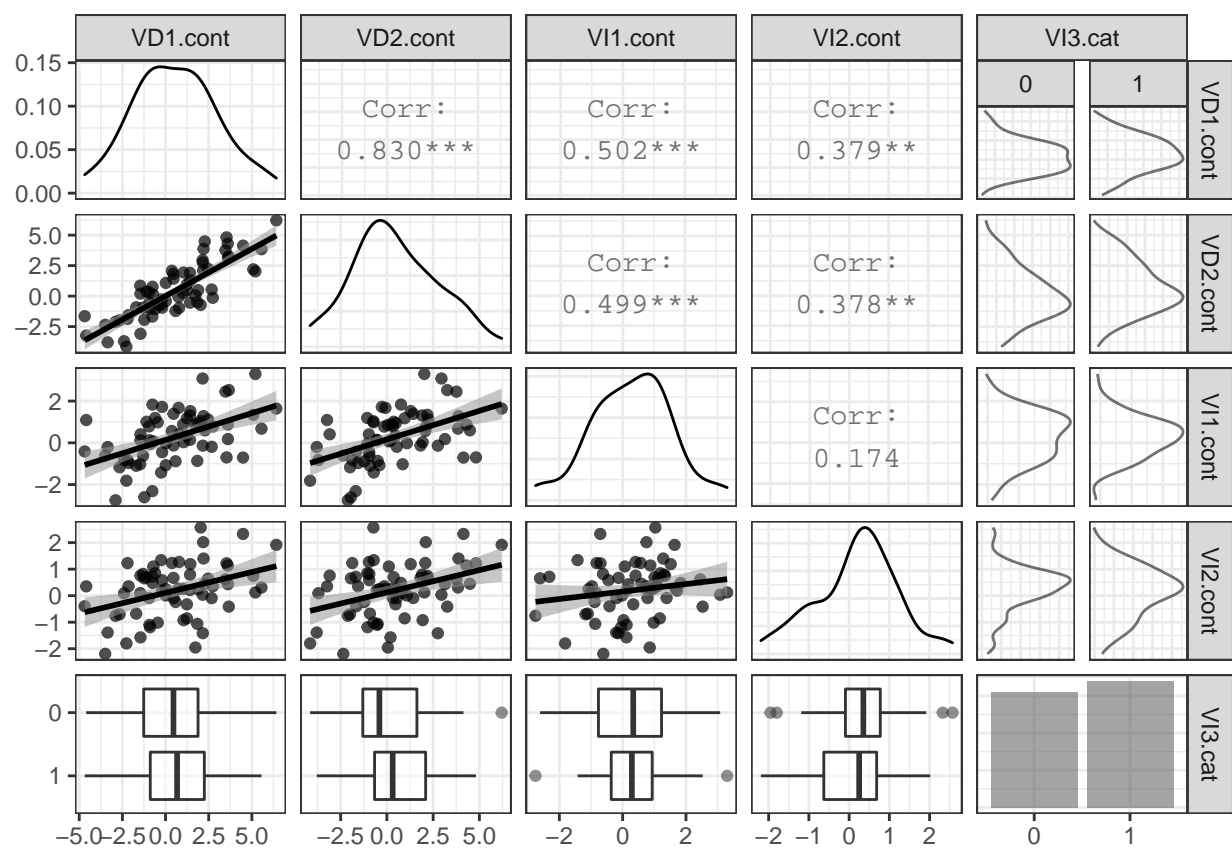 VD1.cont VD2.cont VI1.cont VI2.cont VI3.cat
0 1
0.15
0.10
0.05
0.00
Corr:
0.830***
Corr:
0.502***
Corr:
0.379**
VD1.cont
5.0
2.5
0.0
−2.5
Corr:
0.499***
Corr:
0.378**
VD2.cont
2
0
−2
Corr:
0.174
VI1.cont
2
1
0
−1
−2
VI2.cont
0
1
VI3.cat
−5.0 −2.5 0.0 2.5 5.0 −2.5 0.0 2.5 5.0 −2 0 2 −2 −1 0 1 2 0 1